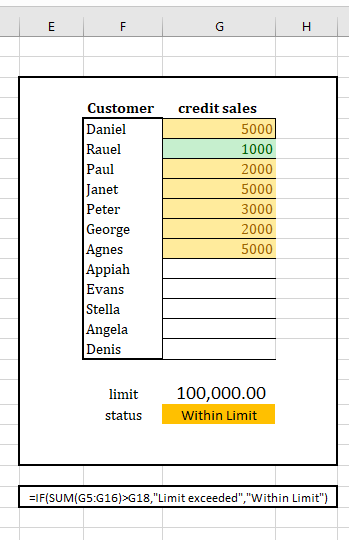 E F G H
Customer credit sales
Daniel 5000
Rauel 1000
Paul 2000
Janet 5000
Peter 3000
George 2000
Agnes 5000
Appiah
Evans
Stella
Angela
Denis
limit 100,000.00
status Within Limit
=IF(SUM(G5:G16)>G18,"Limit exceeded","Within Limit")